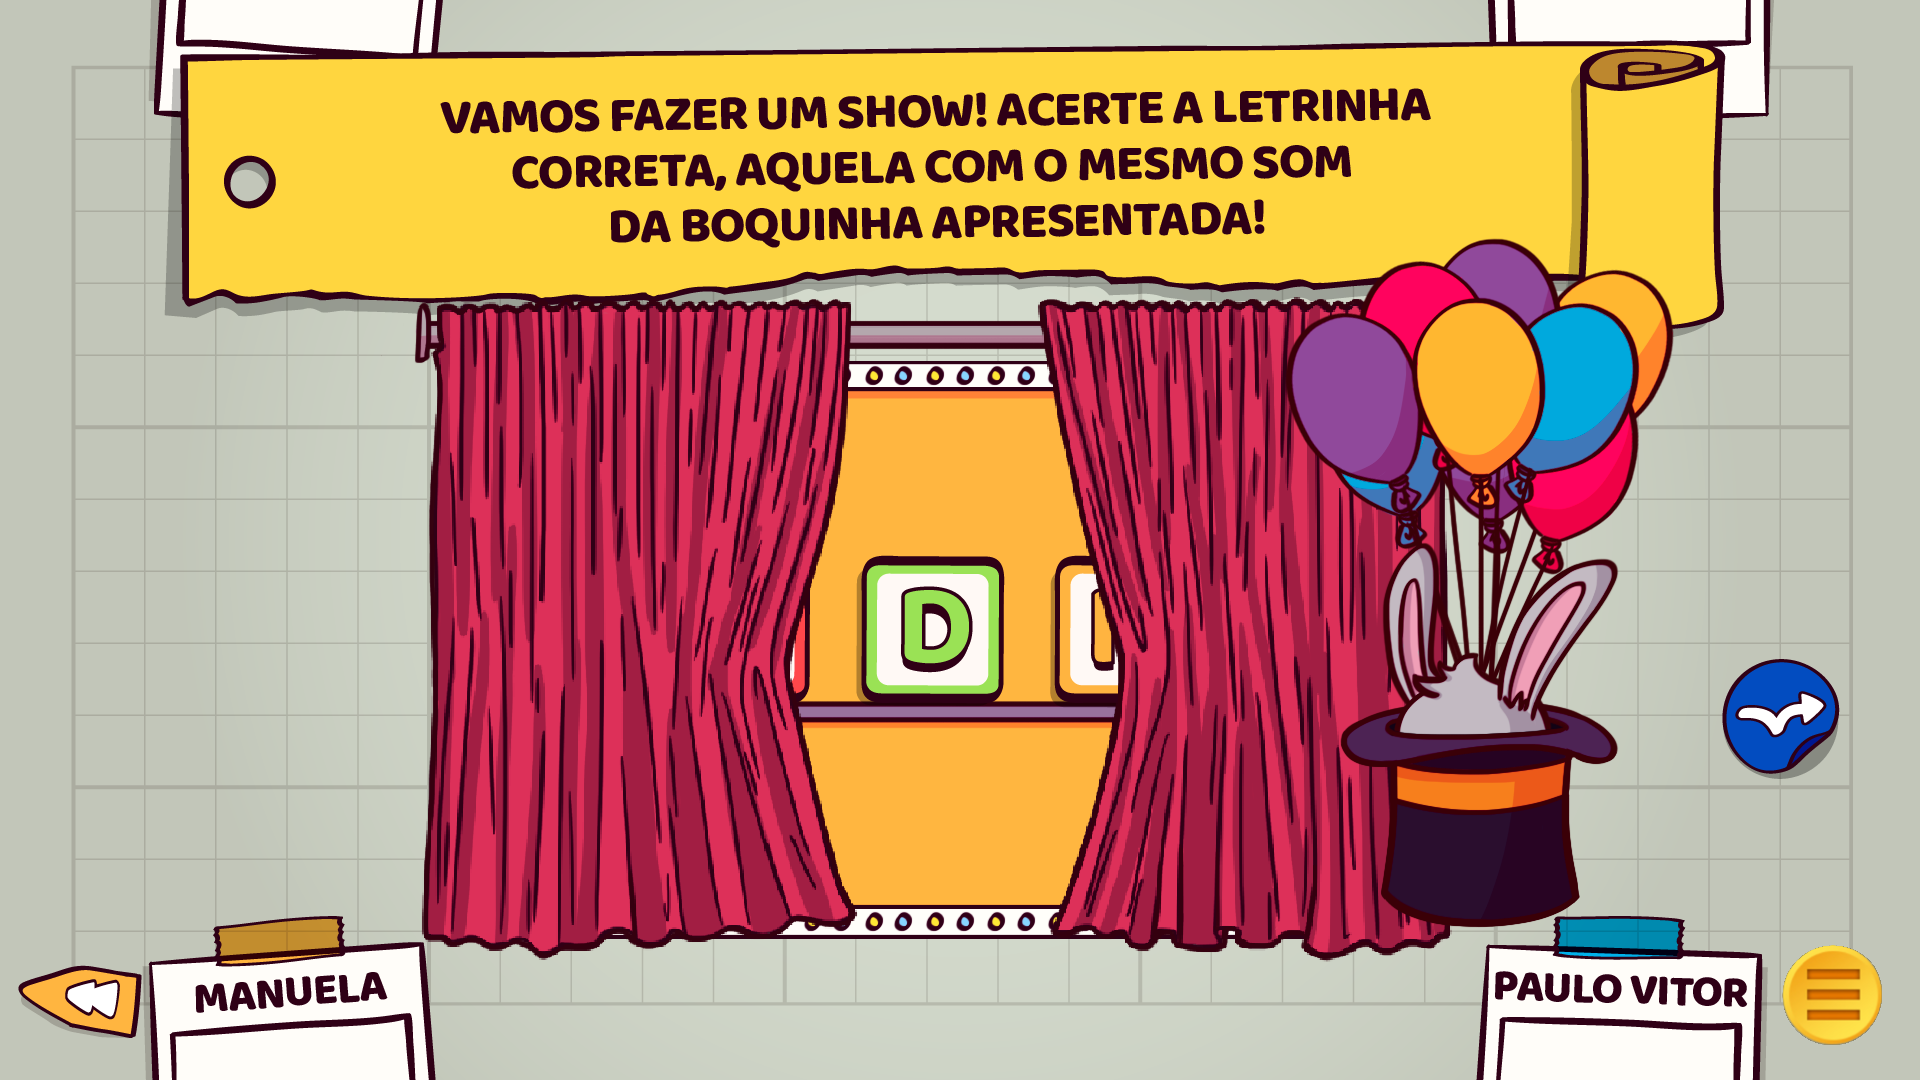 VAMOS FAZER UM SHOW! ACERTE A LETRINHA
CORRETA, AQUELA COM O MESMO SOM
DA BOQUINHA APRESENTADA!
D
MANUELA
PAULO VITOR